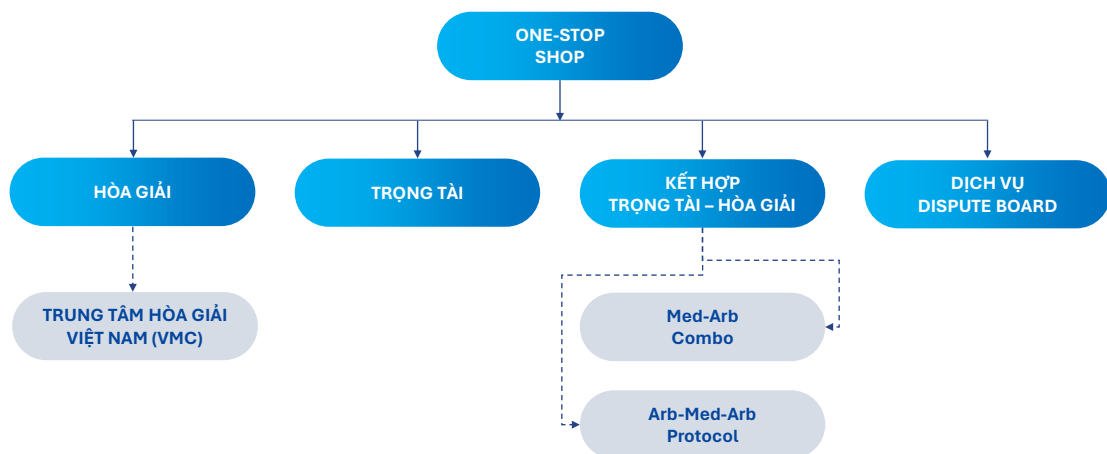 ONE-STOP
SHOP
HÒA GIẢI
TRỌNG TÀI
KẾT HỢP
TRỌNG TÀI – HÒA GIẢI
DỊCH VỤ
DISPUTE BOARD
TRUNG TÂM HÒA GIẢI
VIỆT NAM (VMC)
Med-Arb
Combo
Arb-Med-Arb
Protocol